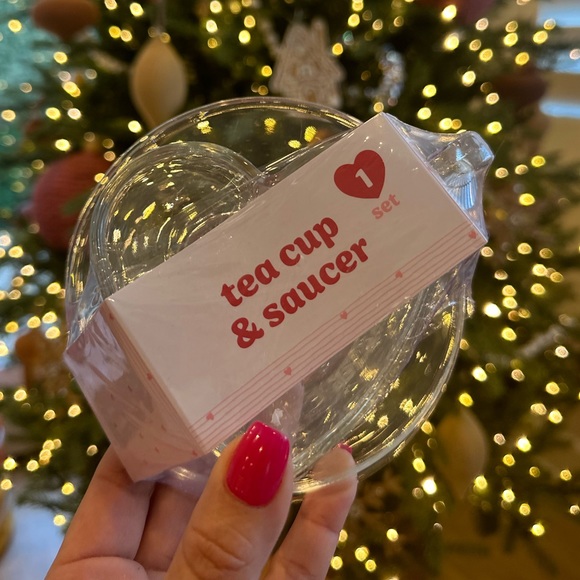 1
set
tea cup
& saucer